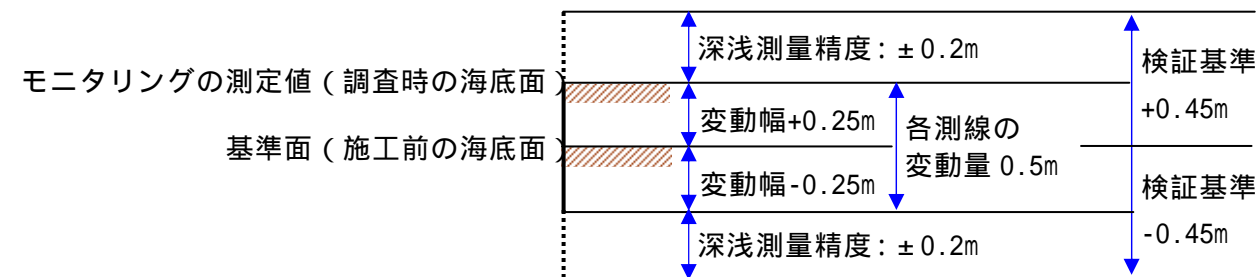 深浅測量精度：±0.2m
モニタリングの測定値（調査時の海底面）
検証基準
+0.45m
変動幅+0.25m
各測線の
変動量 0.5m
基準面（施工前の海底面）
変動幅-0.25m
検証基準
-0.45m
深浅測量精度：±0.2m